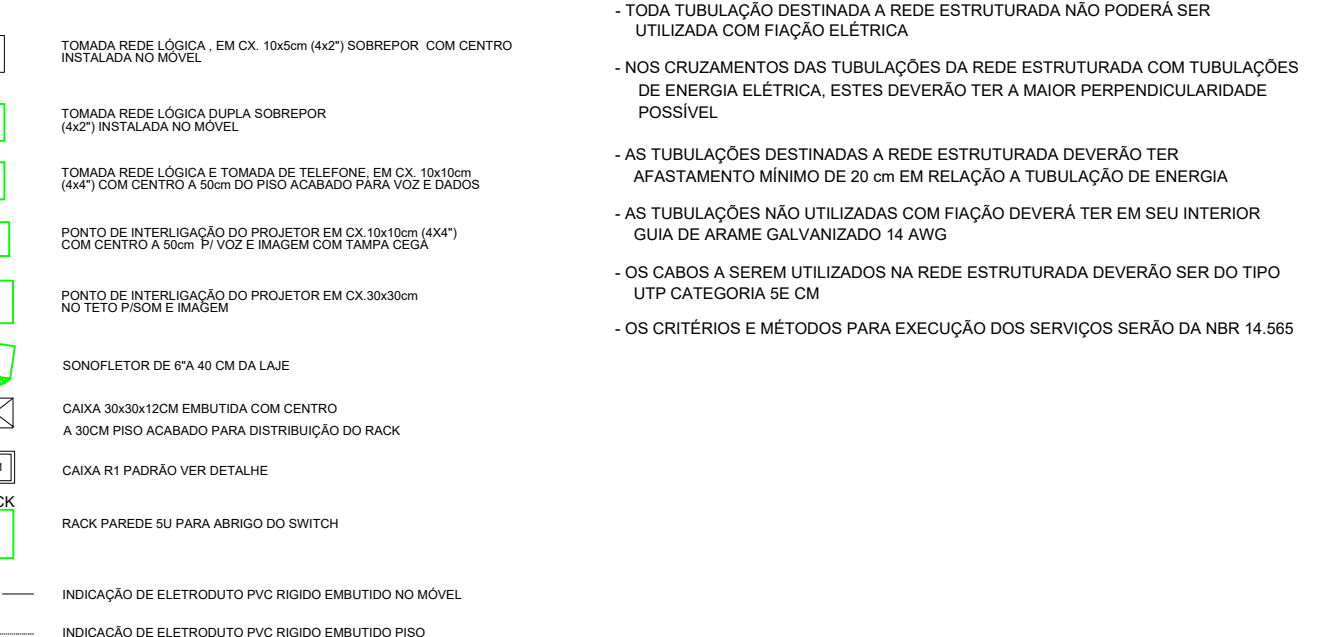 TOMADA REDE LÓGICA , EM CX. 10x5cm (4x2") SOBREPOR  COM CENTRO
INSTALADA NO MÓVEL
TOMADA REDE LÓGICA DUPLA SOBREPOR
(4x2") INSTALADA NO MÓVEL
TOMADA REDE LÓGICA E TOMADA DE TELEFONE, EM CX. 10x10cm
(4x4") COM CENTRO A 50cm DO PISO ACABADO PARA VOZ E DADOS
PONTO DE INTERLIGAÇÃO DO PROJETOR EM CX.10x10cm (4X4")
COM CENTRO A 50cm  P/ VOZ E IMAGEM COM TAMPA CEGA
PONTO DE INTERLIGAÇÃO DO PROJETOR EM CX.30x30cm
NO TETO P/SOM E IMAGEM
SONOFLETOR DE 6"A 40 CM DA LAJE
CAIXA 30x30x12CM EMBUTIDA COM CENTRO
A 30CM PISO ACABADO PARA DISTRIBUIÇÃO DO RACK
CAIXA R1 PADRÃO VER DETALHE
CK
RACK PAREDE 5U PARA ABRIGO DO SWITCH
INDICAÇÃO DE ELETRODUTO PVC RIGIDO EMBUTIDO NO MÓVEL
INDICAÇÃO DE ELETRODUTO PVC RIGIDO EMBUTIDO PISO
- TODA TUBULAÇÃO DESTINADA A REDE ESTRUTURADA NÃO PODERÁ SER
UTILIZADA COM FIAÇÃO ELÉTRICA
- NOS CRUZAMENTOS DAS TUBULAÇÕES DA REDE ESTRUTURADA COM TUBULAÇÕES
DE ENERGIA ELÉTRICA, ESTES DEVERÃO TER A MAIOR PERPENDICULARIDADE
POSSÍVEL
- AS TUBULAÇÕES DESTINADAS A REDE ESTRUTURADA DEVERÃO TER
AFASTAMENTO MÍNIMO DE 20 cm EM RELAÇÃO A TUBULAÇÃO DE ENERGIA
- AS TUBULAÇÕES NÃO UTILIZADAS COM FIAÇÃO DEVERÁ TER EM SEU INTERIOR
GUIA DE ARAME GALVANIZADO 14 AWG
- OS CABOS A SEREM UTILIZADOS NA REDE ESTRUTURADA DEVERÃO SER DO TIPO
UTP CATEGORIA 5E CM
- OS CRITÉRIOS E MÉTODOS PARA EXECUÇÃO DOS SERVIÇOS SERÃO DA NBR 14.565